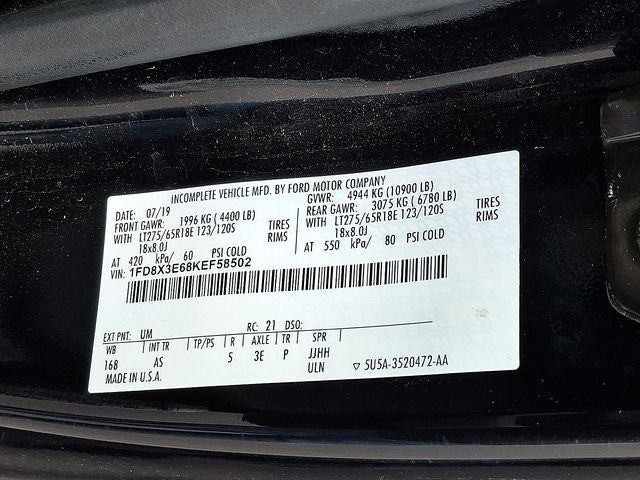 INCOMPLETE VEHICLE MFD. BY FORD MOTOR COMPANY
DATE: 07/19 GVWR: 4944 KG (10900 LB)
FRONT GAWR: 1996 KG ( 4400 LB) REAR GAWR: 3075 KG ( 6780 LB)
WITH LT275/65R18E 123/120S TIRES WITH LT275/65R18E 123/120S TIRES
18x8.0J RIMS 18x8.0J RIMS
AT 420 kPa/ 60 PSI COLD AT 550 kPa/ 80 PSI COLD
VIN: 1FD8X3E68KEF58502
EXT PNT: UM RC: 21 DSO:
WB INT TR TP/PS R AXLE TR SPR
168 AS 5 3E P JJHH
ULN ▽ 5U5A-3520472-AA
MADE IN U.S.A.